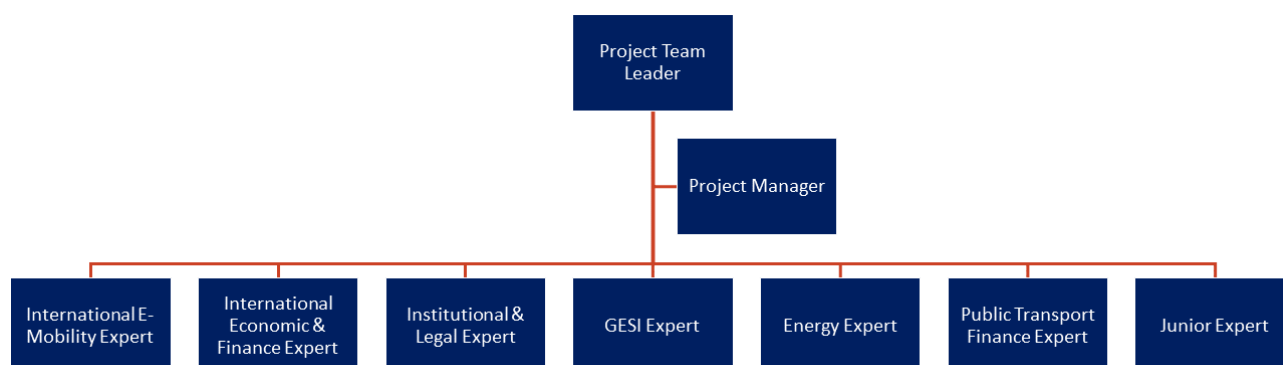 Project Team
Leader
Project Manager
International E-
Mobility Expert
International
Economic &
Finance Expert
Institutional &
Legal Expert
GESI Expert
Energy Expert
Public Transport
Finance Expert
Junior Expert